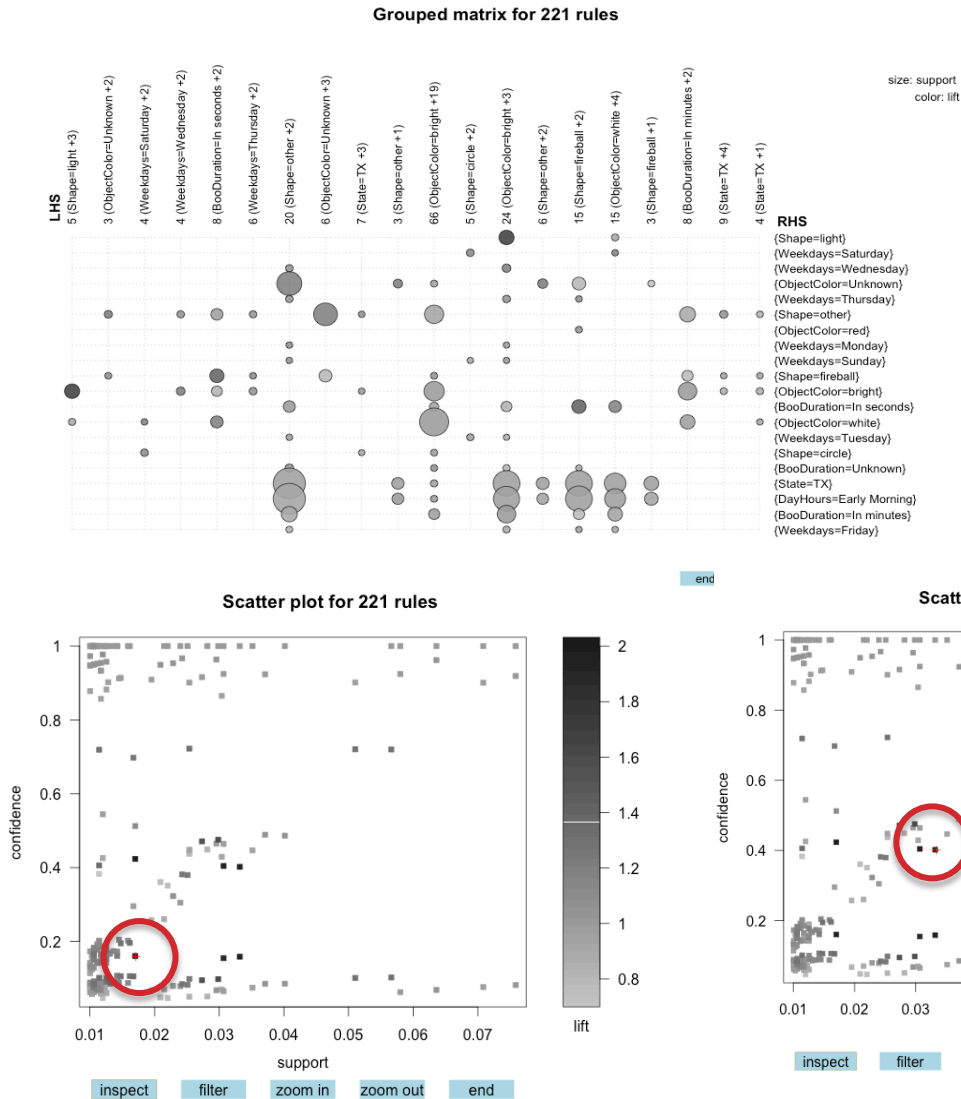 Grouped matrix for 221 rules
size: support
color: lift
LHS
5 (Shape=light +3)
3 (ObjectColor=Unknown +2)
4 (Weekdays=Saturday +2)
4 (Weekdays=Wednesday +2)
8 (BooDuration=In seconds +2)
6 (Weekdays=Thursday +2)
20 (Shape=other +2)
6 (ObjectColor=Unknown +3)
7 (State=TX +3)
3 (Shape=other +1)
66 (ObjectColor=bright +19)
5 (Shape=circle +2)
24 (ObjectColor=bright +3)
6 (Shape=other +2)
15 (Shape=fireball +2)
15 (ObjectColor=white +4)
3 (Shape=fireball +1)
8 (BooDuration=In minutes +2)
9 (State=TX +4)
4 (State=TX +1)
RHS
{Shape=light}
{Weekdays=Saturday}
{Weekdays=Wednesday}
{ObjectColor=Unknown}
{Weekdays=Thursday}
{Shape=other}
{ObjectColor=red}
{Weekdays=Monday}
{Weekdays=Sunday}
{Shape=fireball}
{ObjectColor=bright}
{BooDuration=In seconds}
{ObjectColor=white}
{Weekdays=Tuesday}
{Shape=circle}
{BooDuration=Unknown}
{State=TX}
{DayHours=Early Morning}
{BooDuration=In minutes}
{Weekdays=Friday}
end
Scatter plot for 221 rules
1
0.8
0.6
0.4
0.2
confidence
0.01 0.02 0.03 0.04 0.05 0.06 0.07
support
2
1.8
1.6
1.4
1.2
1
0.8
lift
inspect filter zoom in zoom out end
Scatt
1
0.8
0.6
0.4
0.2
confidence
0.01 0.02 0.03
inspect filter